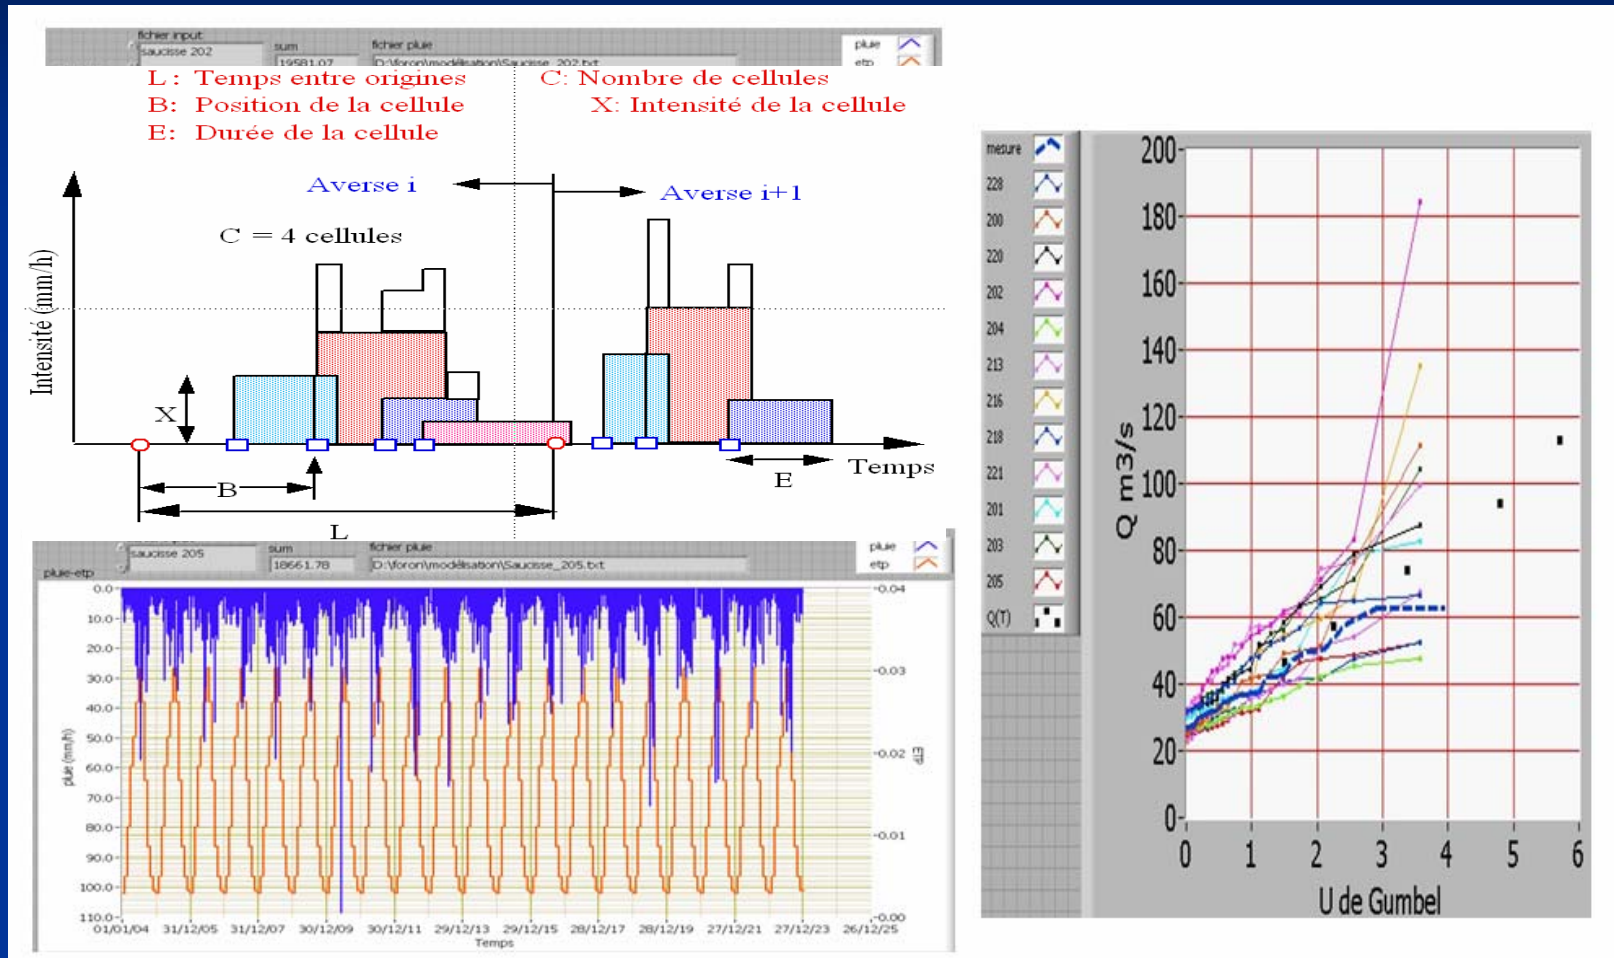 fichier input
saucisse 202
sum
19581.07
fichier pluie
D:\foron\modélisation\Saucisse_202.txt
pluie
etp
L : Temps entre origines
C: Nombre de cellules
B: Position de la cellule
X: Intensité de la cellule
E: Durée de la cellule
Averse i
Averse i+1
C = 4 cellules
Intensité (mm/h)
X
B
L
E
Temps
saucisse 205
sum
18661.78
fichier pluie
D:\foron\modélisation\Saucisse_205.txt
pluie
etp
pluie-etp
0.0
10.0
20.0
30.0
40.0
50.0
60.0
70.0
80.0
90.0
100.0
110.0
pluie (mm/h)
0.04
0.03
0.02
0.01
0.00
ETP
01/01/04 31/12/05 31/12/07 30/12/09 30/12/11 29/12/13 29/12/15 28/12/17 28/12/19 27/12/21 27/12/23 26/12/25
Temps
mesure
228
200
220
202
204
213
216
218
221
201
203
205
Q(T)
200
180
160
140
120
100
80
60
40
20
0
Q m3/s
0 1 2 3 4 5 6
U de Gumbel